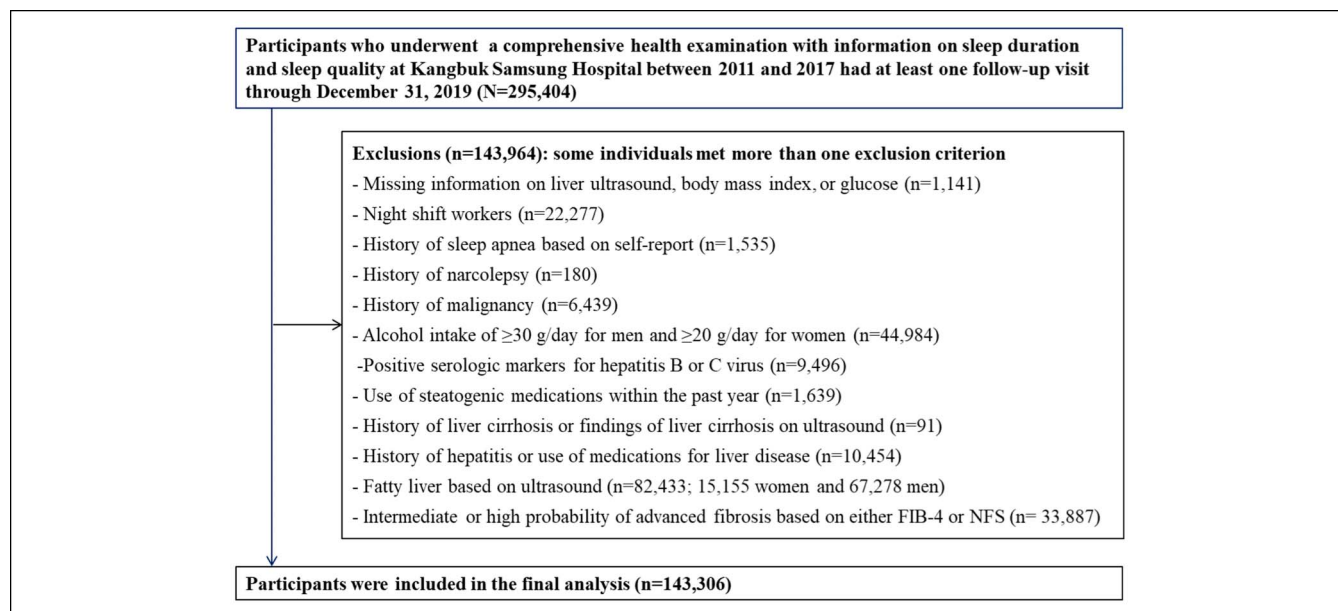 Participants who underwent a comprehensive health examination with information on sleep duration
and sleep quality at Kangbuk Samsung Hospital between 2011 and 2017 had at least one follow-up visit
through December 31, 2019 (N=295,404)
Exclusions (n=143,964): some individuals met more than one exclusion criterion
- Missing information on liver ultrasound, body mass index, or glucose (n=1,141)
- Night shift workers (n=22,277)
- History of sleep apnea based on self-report (n=1,535)
- History of narcolepsy (n=180)
- History of malignancy (n=6,439)
- Alcohol intake of ≥30 g/day for men and ≥20 g/day for women (n=44,984)
-Positive serologic markers for hepatitis B or C virus (n=9,496)
- Use of steatogenic medications within the past year (n=1,639)
- History of liver cirrhosis or findings of liver cirrhosis on ultrasound (n=91)
- History of hepatitis or use of medications for liver disease (n=10,454)
- Fatty liver based on ultrasound (n=82,433; 15,155 women and 67,278 men)
- Intermediate or high probability of advanced fibrosis based on either FIB-4 or NFS (n= 33,887)
Participants were included in the final analysis (n=143,306)